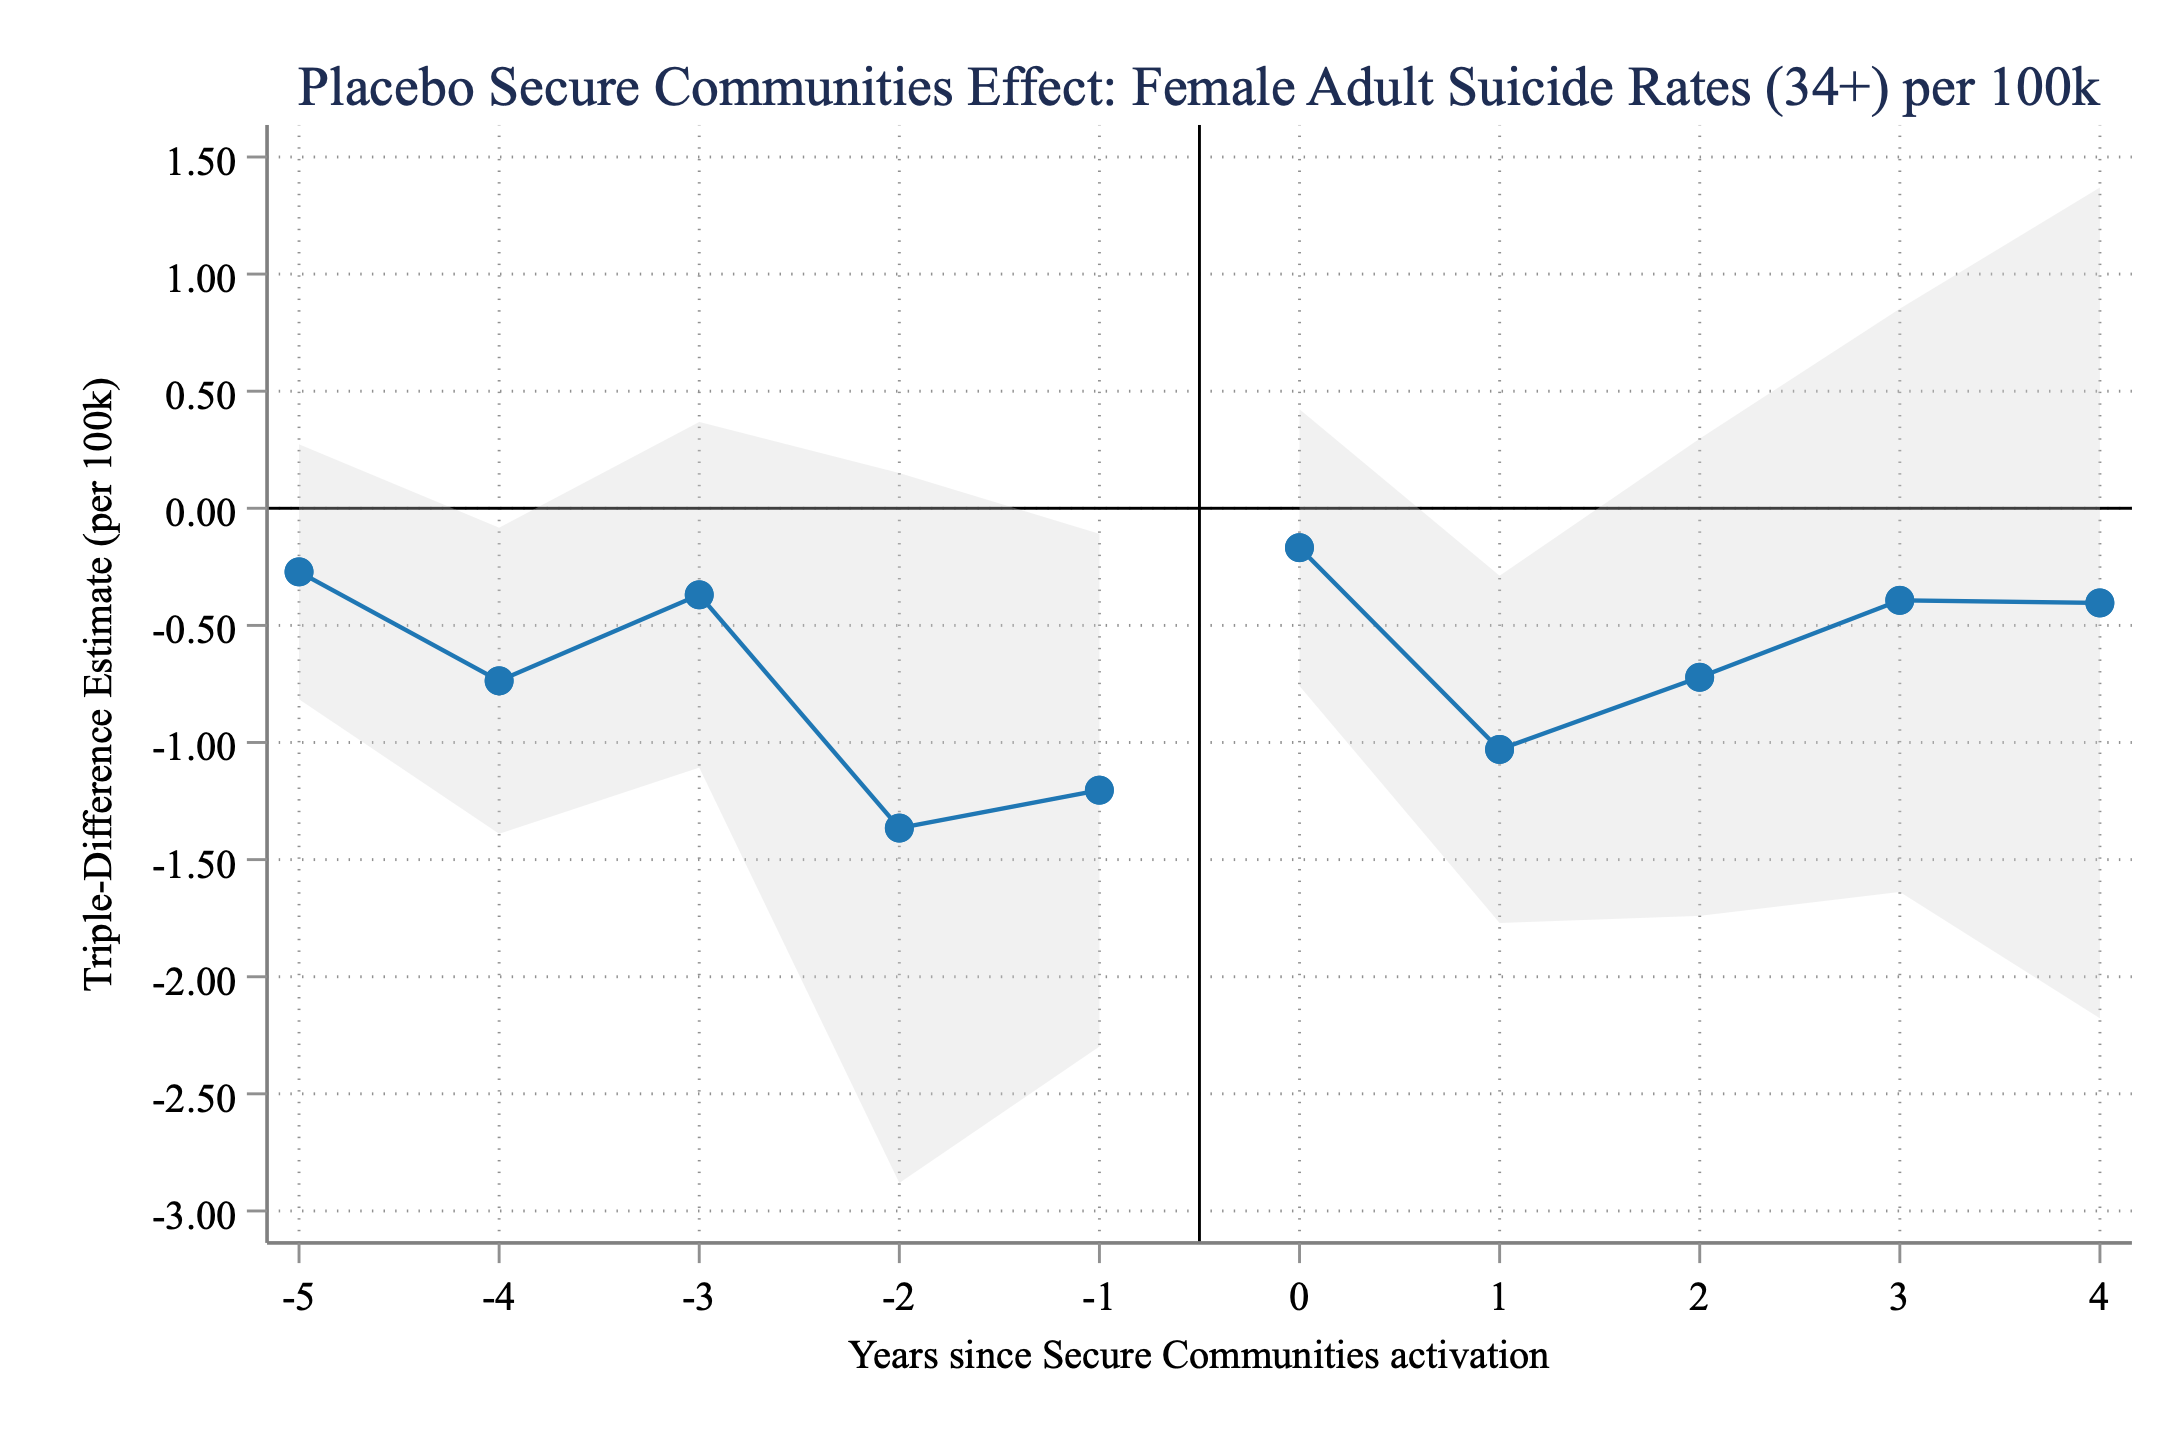 Placebo Secure Communities Effect: Female Adult Suicide Rates (34+) per 100k
Triple-Difference Estimate (per 100k)
1.50
1.00
0.50
0.00
-0.50
-1.00
-1.50
-2.00
-2.50
-3.00
-5 -4 -3 -2 -1 0 1 2 3 4
Years since Secure Communities activation